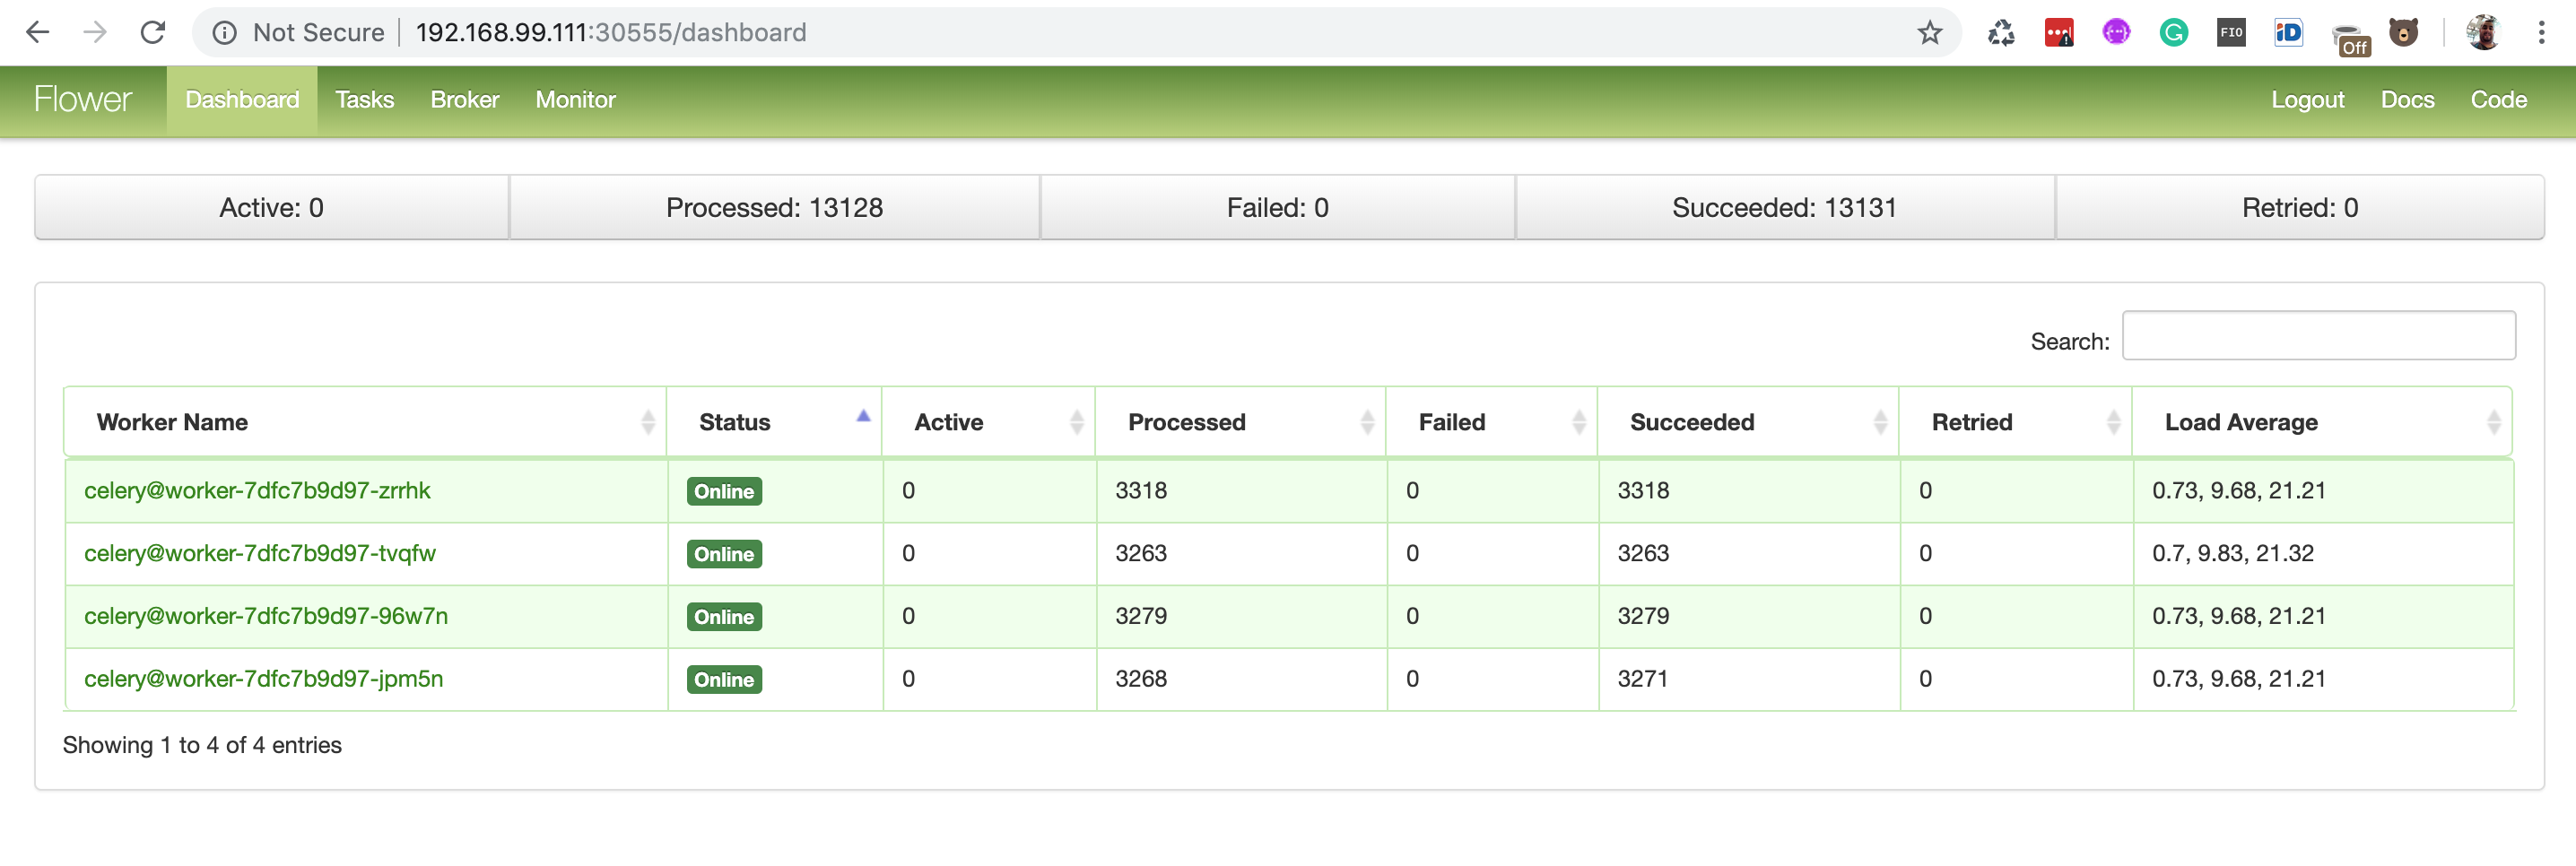 Not Secure 192.168.99.111:30555/dashboard FIO iD Off
Flower Dashboard Tasks Broker Monitor Logout Docs Code
Active: 0 Processed: 13128 Failed: 0 Succeeded: 13131 Retried: 0
Search:
Worker Name Status Active Processed Failed Succeeded Retried Load Average
celery@worker-7dfc7b9d97-zrrhk Online 0 3318 0 3318 0 0.73, 9.68, 21.21
celery@worker-7dfc7b9d97-tvqfw Online 0 3263 0 3263 0 0.7, 9.83, 21.32
celery@worker-7dfc7b9d97-96w7n Online 0 3279 0 3279 0 0.73, 9.68, 21.21
celery@worker-7dfc7b9d97-jpm5n Online 0 3268 0 3271 0 0.73, 9.68, 21.21
Showing 1 to 4 of 4 entries